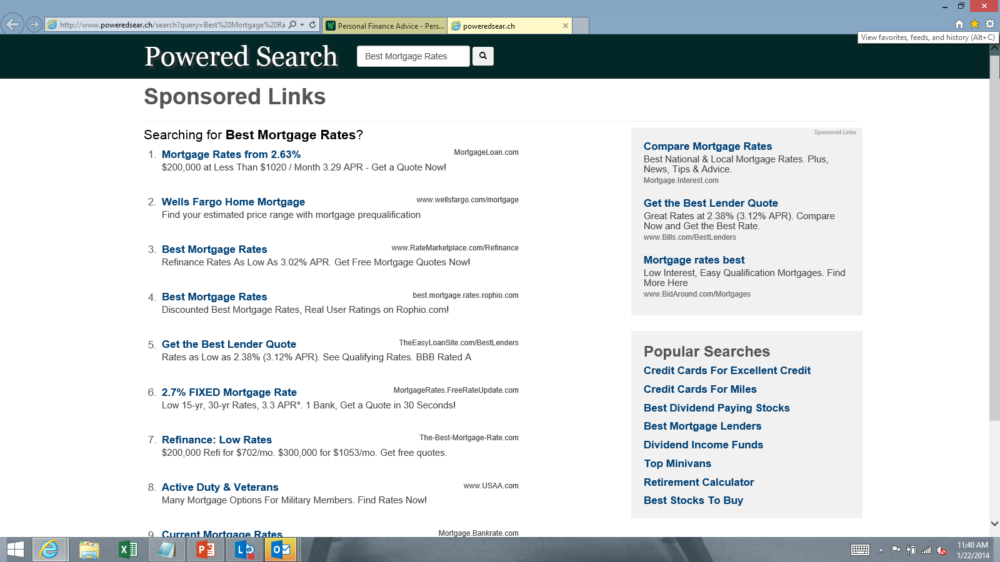 http://www.poweredsear.ch/search?query=Best%20Mortgage%20Ra
Personal Finance Advice - Pers...
poweredsear.ch
View favorites, feeds, and history (Alt+C)
Powered Search
Best Mortgage Rates
Sponsored Links
Searching for Best Mortgage Rates?
1. Mortgage Rates from 2.63% MortgageLoan.com
$200,000 at Less Than $1020 / Month 3.29 APR - Get a Quote Now!
2. Wells Fargo Home Mortgage www.wellsfargo.com/mortgage
Find your estimated price range with mortgage prequalification
3. Best Mortgage Rates www.RateMarketplace.com/Refinance
Refinance Rates As Low As 3.02% APR. Get Free Mortgage Quotes Now!
4. Best Mortgage Rates best.mortgage.rates.rophio.com
Discounted Best Mortgage Rates, Real User Ratings on Rophio.com!
5. Get the Best Lender Quote TheEasyLoanSite.com/BestLenders
Rates as Low as 2.38% (3.12% APR). See Qualifying Rates. BBB Rated A
6. 2.7% FIXED Mortgage Rate MortgageRates.FreeRateUpdate.com
Low 15-yr, 30-yr Rates, 3.3 APR*. 1 Bank, Get a Quote in 30 Seconds!
7. Refinance: Low Rates The-Best-Mortgage-Rate.com
$200,000 Refi for $702/mo. $300,000 for $1053/mo. Get free quotes.
8. Active Duty & Veterans www.USAA.com
Many Mortgage Options For Military Members. Find Rates Now!
9. Current Mortgage Rates Mortgage.Bankrate.com
Sponsored Links
Compare Mortgage Rates
Best National & Local Mortgage Rates. Plus,
News, Tips & Advice.
Mortgage.Interest.com
Get the Best Lender Quote
Great Rates at 2.38% (3.12% APR). Compare
Now and Get the Best Rate.
www.Bills.com/BestLenders
Mortgage rates best
Low Interest, Easy Qualification Mortgages. Find
More Here
www.BidAround.com/Mortgages
Popular Searches
Credit Cards For Excellent Credit
Credit Cards For Miles
Best Dividend Paying Stocks
Best Mortgage Lenders
Dividend Income Funds
Top Minivans
Retirement Calculator
Best Stocks To Buy
11:40 AM
1/22/2014